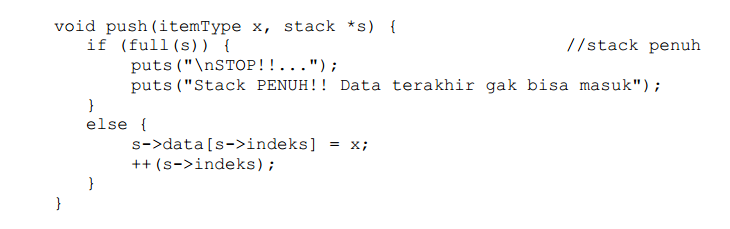 void push(itemType x, stack *s) {
if (full(s)) { //stack penuh
puts("\nSTOP!!...");
puts("Stack PENUH!! Data terakhir gak bisa masuk");
}
else {
s->data[s->indeks] = x;
++(s->indeks);
}
}